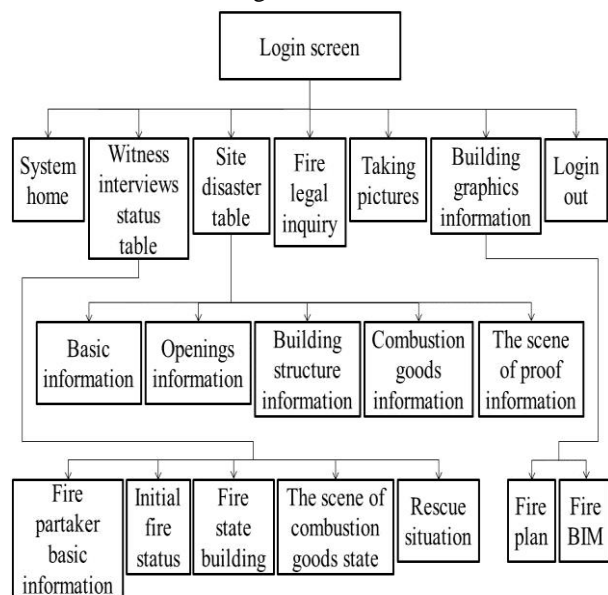 Login screen
System
home
Witness
interviews
status
table
Site
disaster
table
Fire
legal
inquiry
Taking
pictures
Building
graphics
information
Login
out
Basic
information
Openings
information
Building
structure
information
Combustion
goods
information
The scene
of proof
information
Fire
partaker
basic
information
Initial
fire
status
Fire
state
building
The scene of
combustion
goods state
Rescue
situation
Fire
plan
Fire
BIM